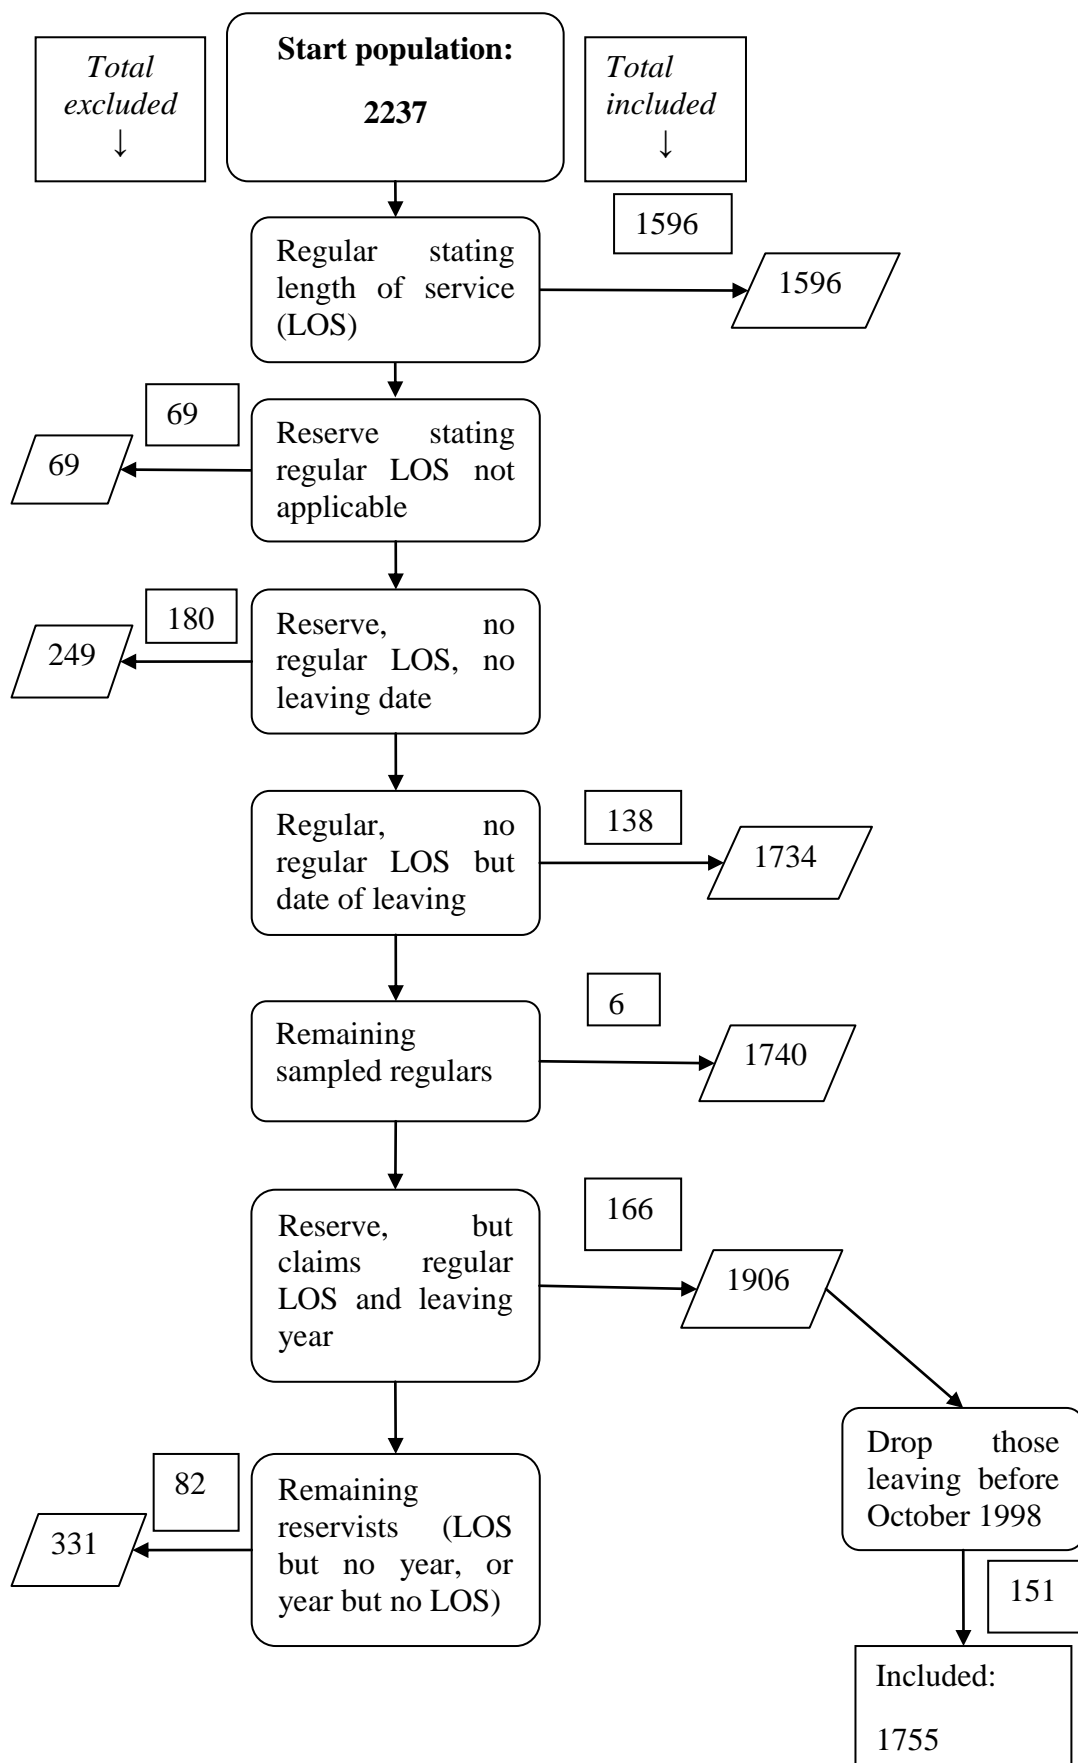 Total
excluded
↓
Start population:
2237
Total
included
↓
1596
Regular stating
length of service
(LOS)
1596
69
Reserve stating
regular LOS not
applicable
69
180
Reserve, no
regular LOS, no
leaving date
249
Regular, no
regular LOS but
date of leaving
138
1734
Remaining
sampled regulars
6
1740
Reserve, but
claims regular
LOS and leaving
year
166
1906
Drop those
leaving before
October 1998
82
Remaining
reservists (LOS
but no year, or
year but no LOS)
331
151
Included:
1755